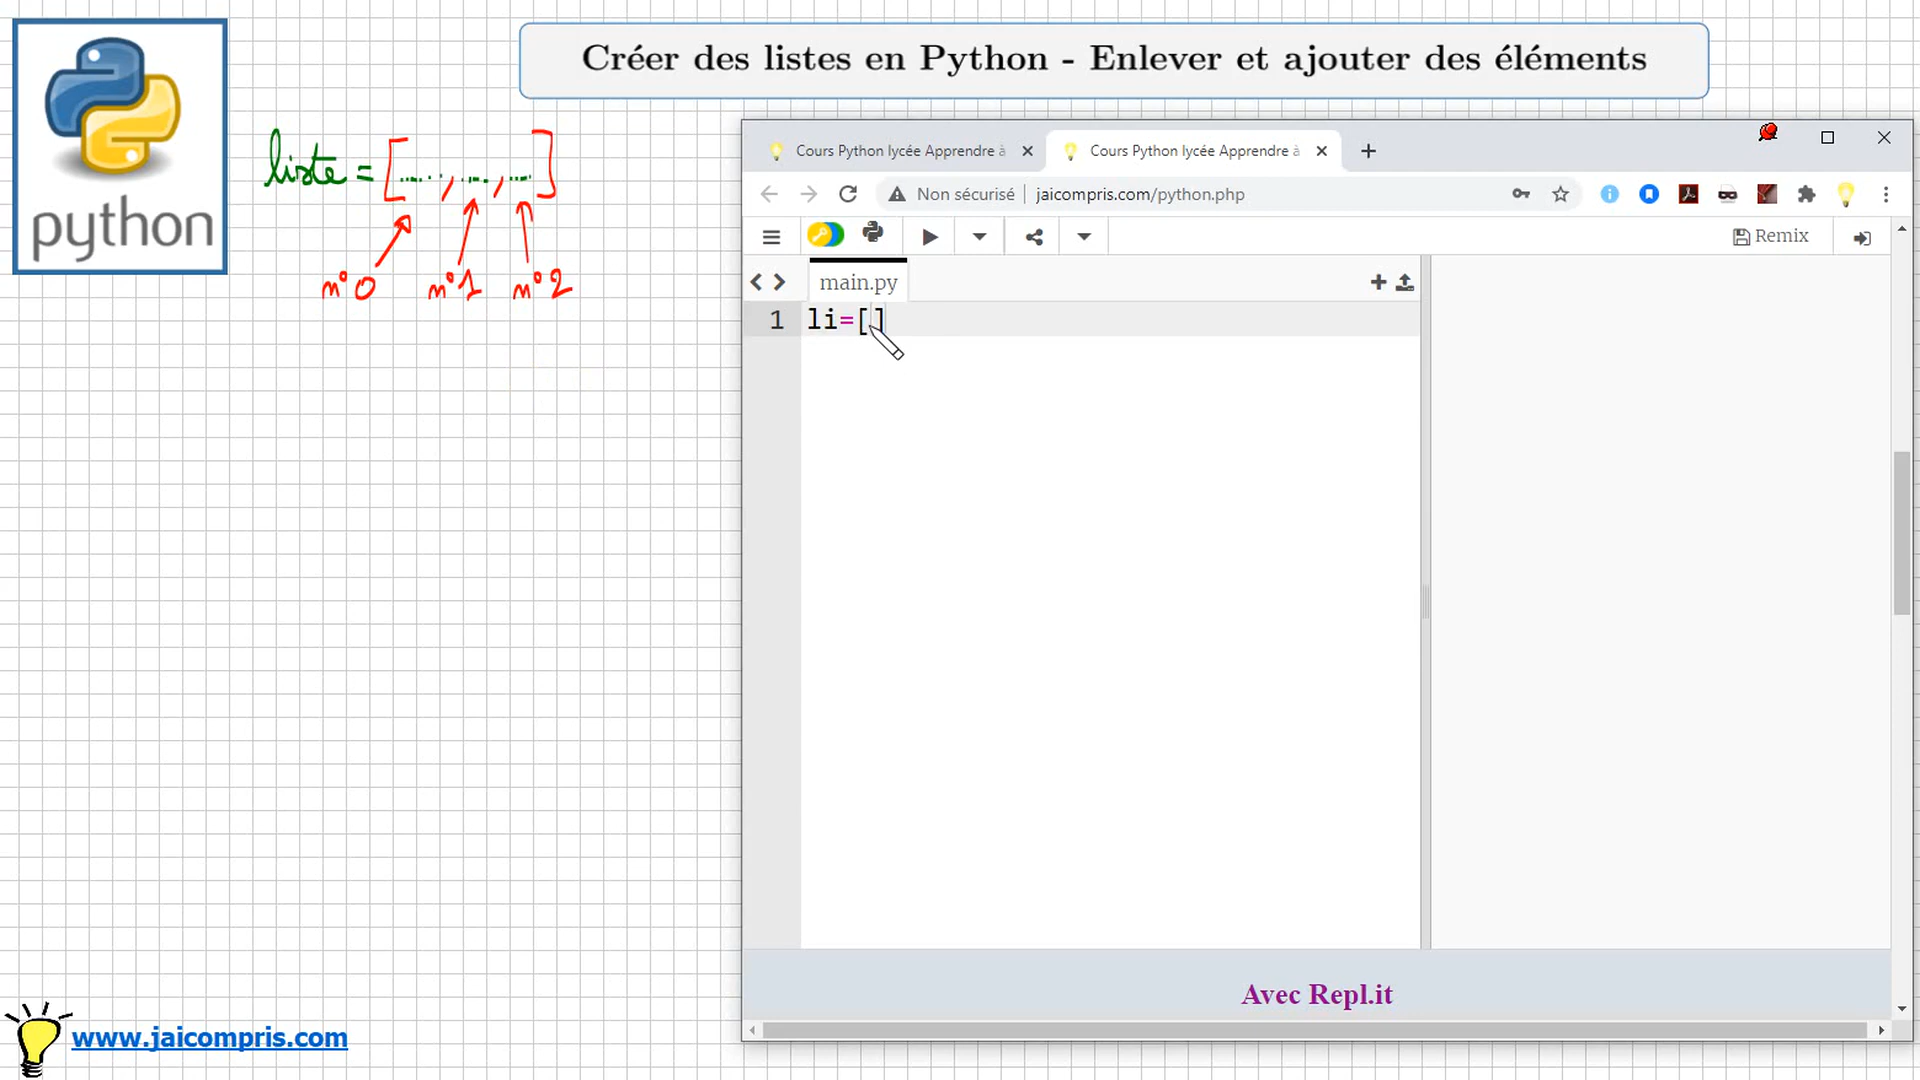 Créer des listes en Python - Enlever et ajouter des éléments
python
liste = [ ..... , ..... , ..... ]
n°0 n°1 n°2
Cours Python lycée Apprendre à
Cours Python lycée Apprendre à
Non sécurisé | jaicompris.com/python.php
Remix
main.py
1 li=[]
Avec Repl.it
www.jaicompris.com